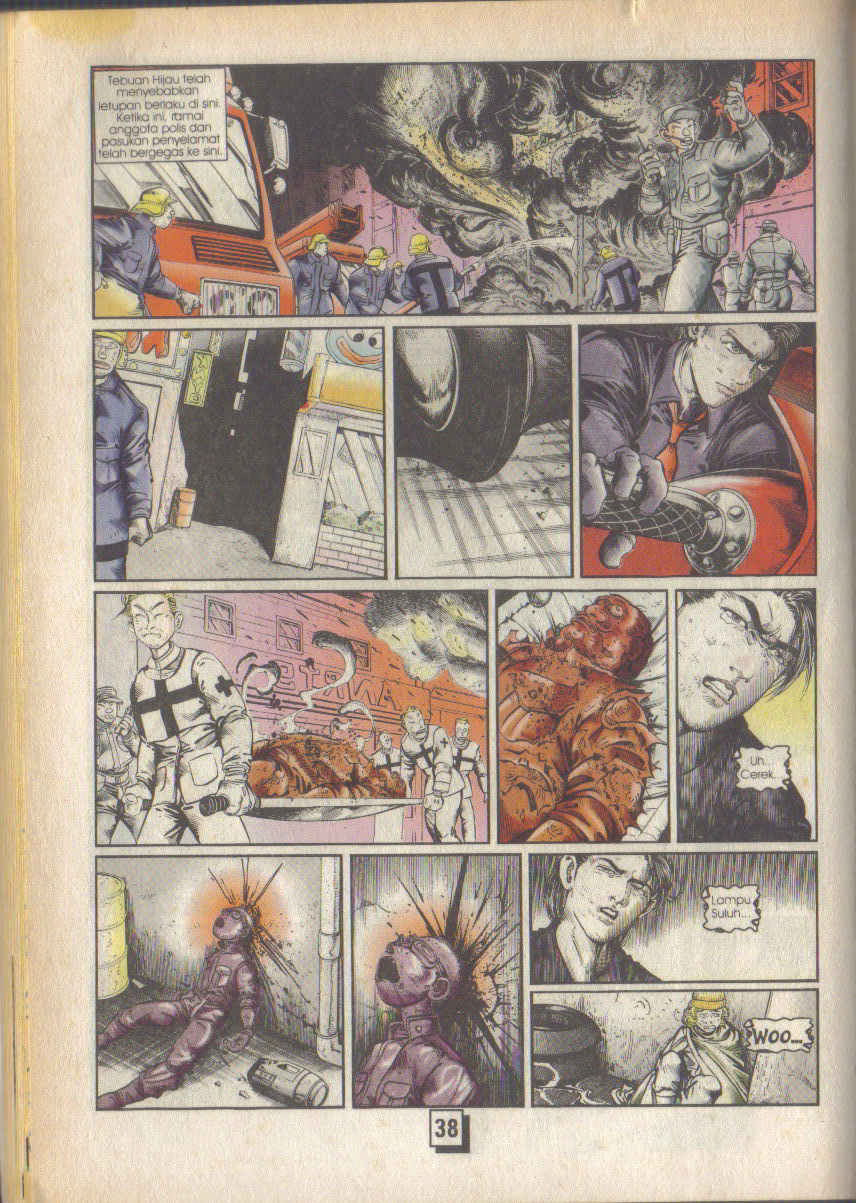 Tebuan Hijau telah
menyebabkan
letupan berlaku di sini.
Ketika ini, ramai
anggota polis dan
pasukan penyelamat
telah bergegas ke sini.
Uh...
Cerek...
Lampu
Suluh...
WOO...
38